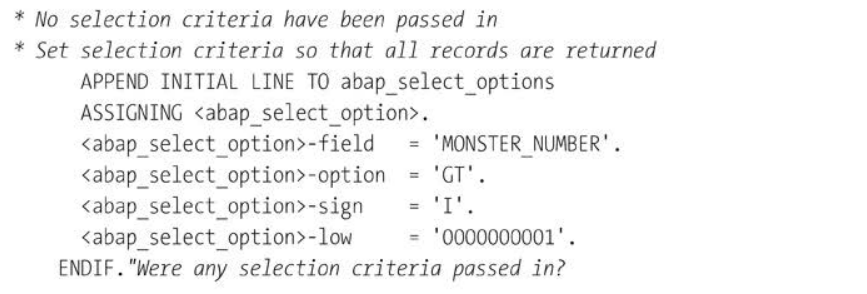 * No selection criteria have been passed in
* Set selection criteria so that all records are returned
APPEND INITIAL LINE TO abap_select_options
ASSIGNING <abap_select_option>.
<abap_select_option>-field = 'MONSTER_NUMBER'.
<abap_select_option>-option = 'GT'.
<abap_select_option>-sign = 'I'.
<abap_select_option>-low = '0000000001'.
ENDIF."Were any selection criteria passed in?